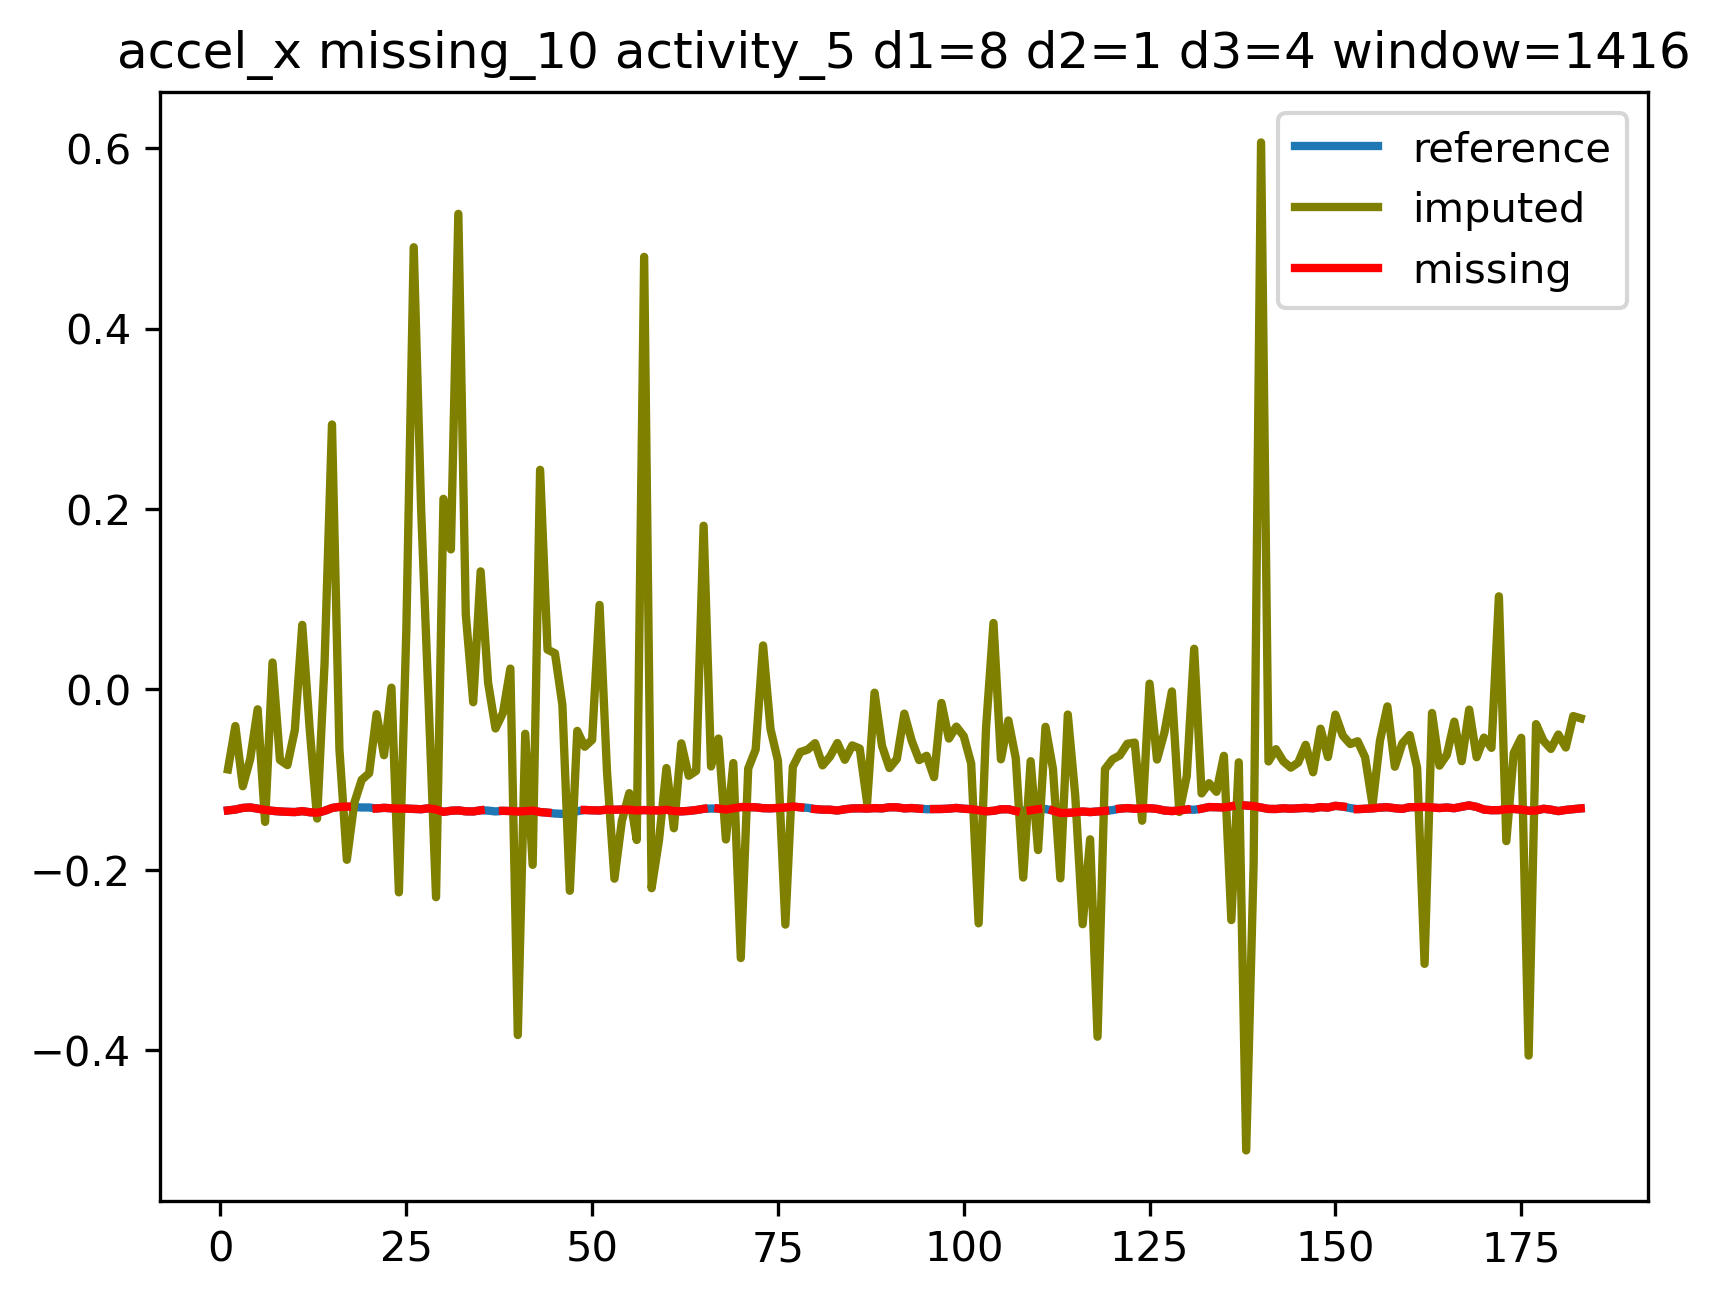 accel_x missing_10 activity_5 d1=8 d2=1 d3=4 window=1416
reference
imputed
missing
0.6
0.4
0.2
0.0
−0.2
−0.4
0 25 50 75 100 125 150 175